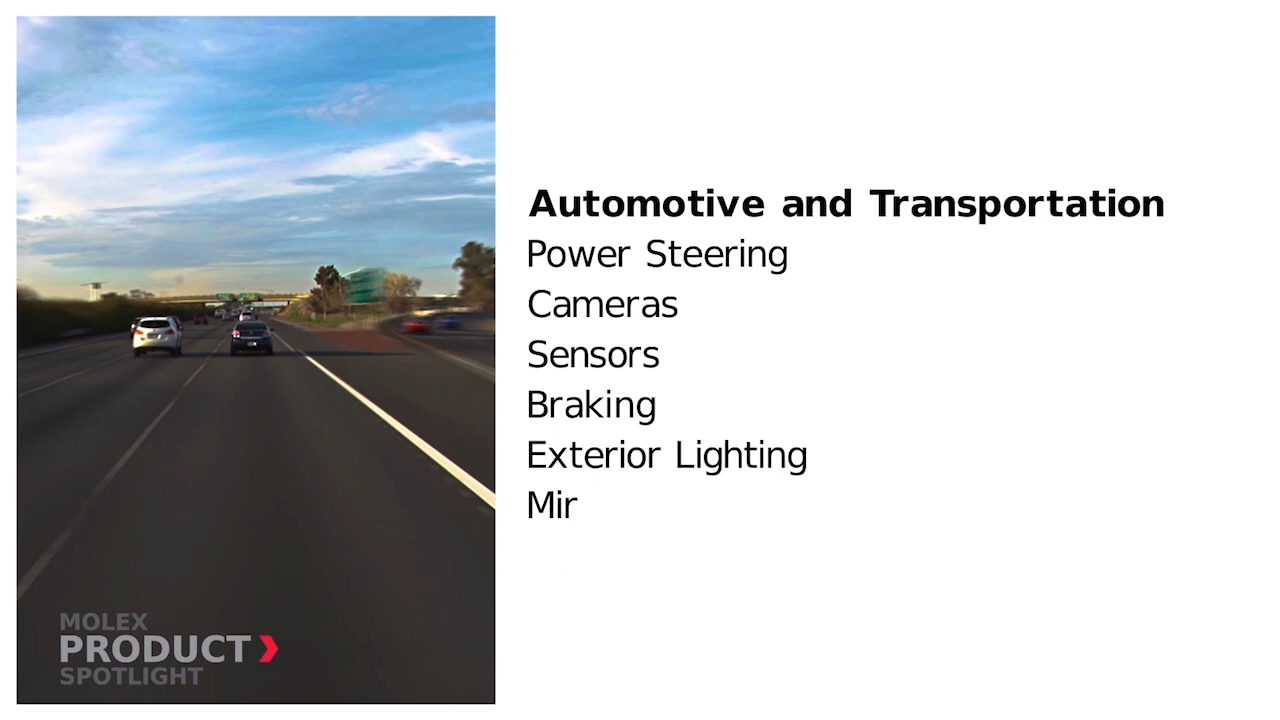 Automotive and Transportation
Power Steering
Cameras
Sensors
Braking
Exterior Lighting
Mir
MOLEX
PRODUCT
SPOTLIGHT